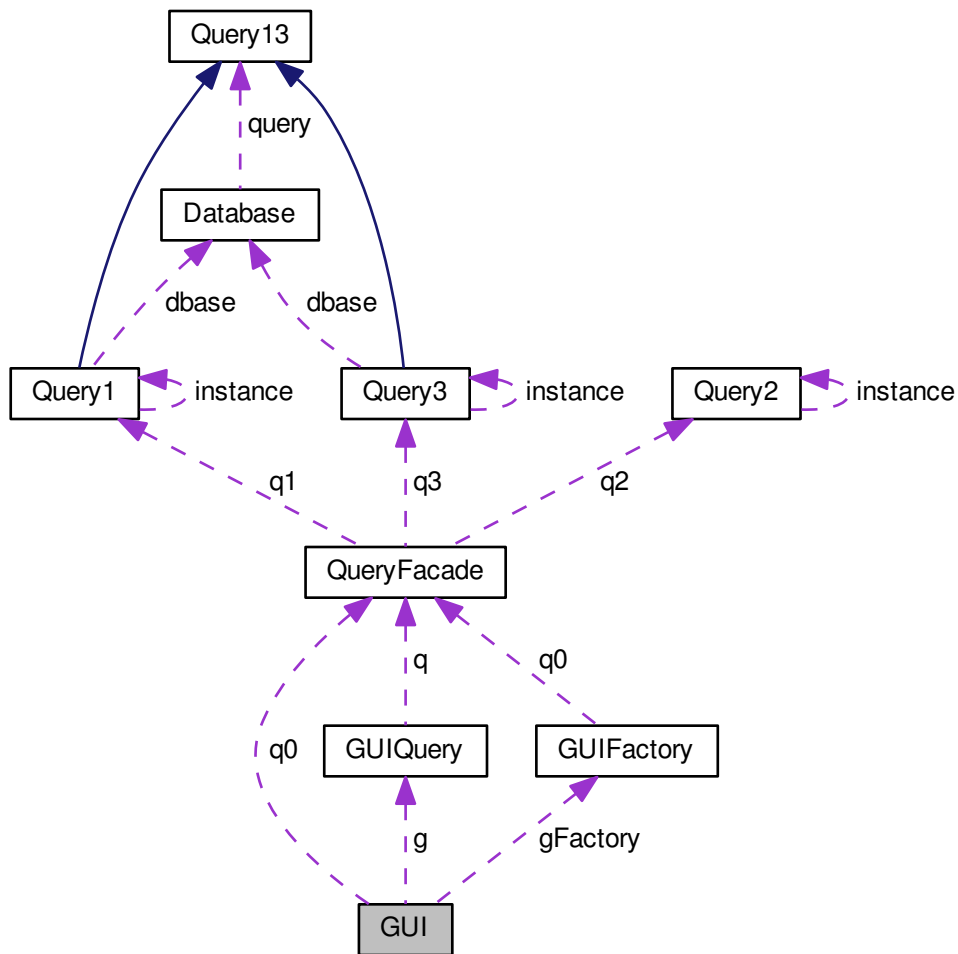 Query13
query
Database
dbase
dbase
Query1
instance
Query3
instance
Query2
instance
q1
q3
q2
QueryFacade
q
q0
q0
GUIQuery
GUIFactory
g
gFactory
GUI